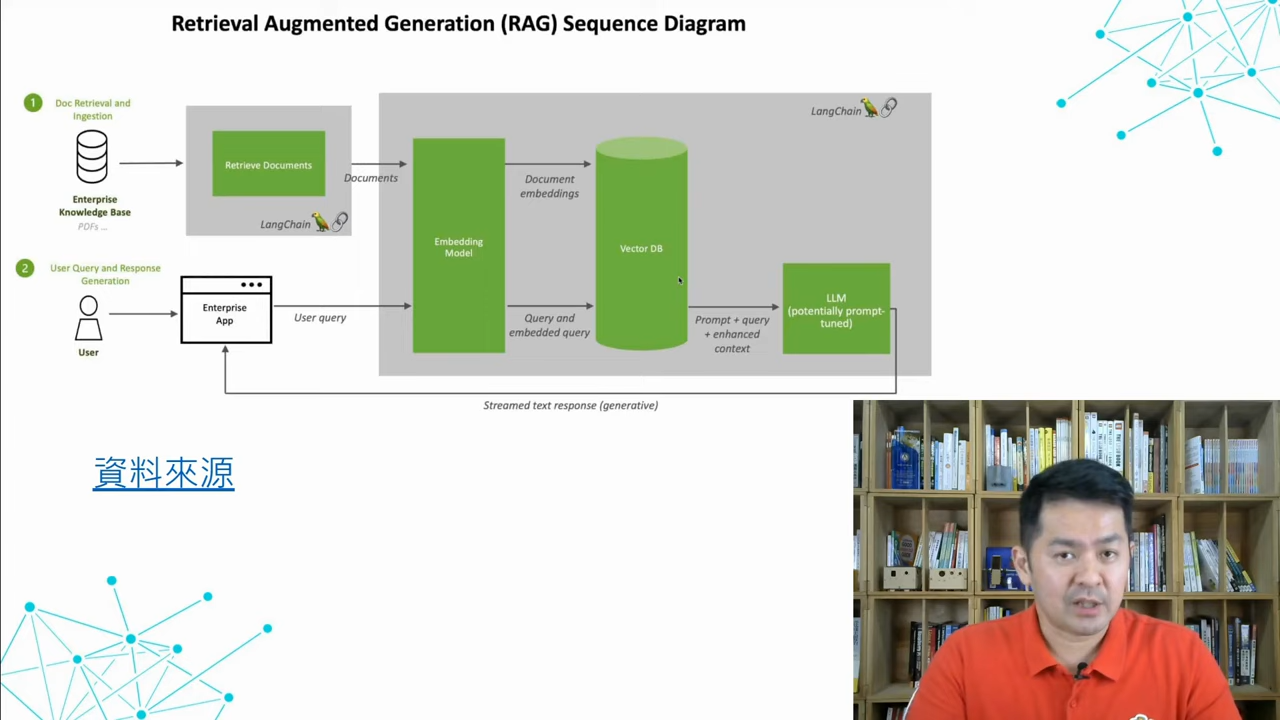 Retrieval Augmented Generation (RAG) Sequence Diagram
1
Doc Retrieval and
Ingestion
Enterprise
Knowledge Base
PDFs ...
Retrieve Documents
LangChain
Documents
Embedding
Model
Document
embeddings
Vector DB
LangChain
2
User Query and Response
Generation
User
Enterprise
App
User query
Query and
embedded query
Prompt + query
+ enhanced
context
LLM
(potentially prompt-
tuned)
Streamed text response (generative)
資料來源